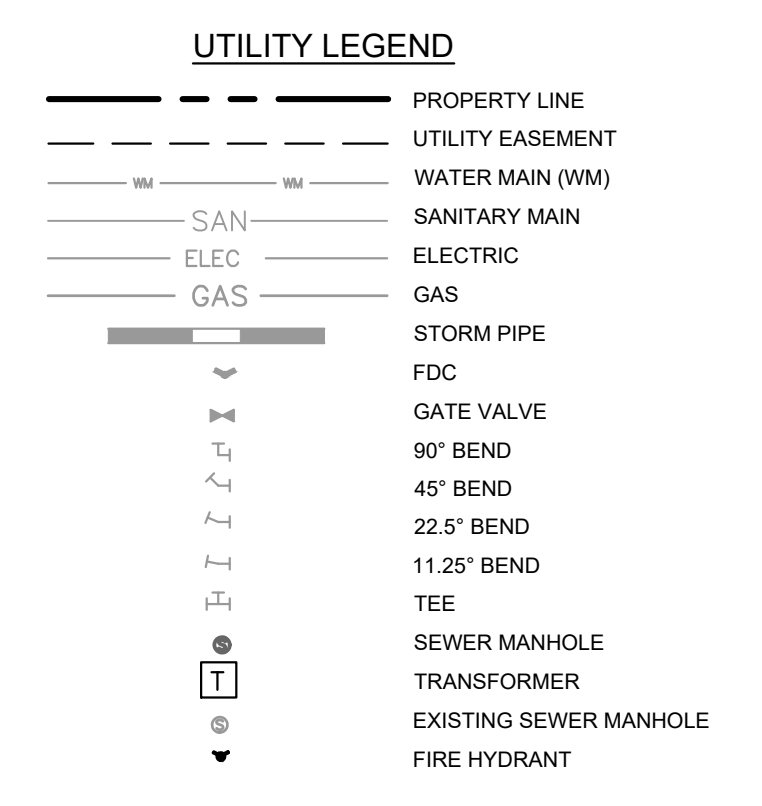 UTILITY LEGEND
PROPERTY LINE
UTILITY EASEMENT
WM WM WATER MAIN (WM)
SAN SANITARY MAIN
ELEC ELECTRIC
GAS GAS
STORM PIPE
FDC
GATE VALVE
90° BEND
45° BEND
22.5° BEND
11.25° BEND
TEE
S SEWER MANHOLE
T TRANSFORMER
S EXISTING SEWER MANHOLE
FIRE HYDRANT